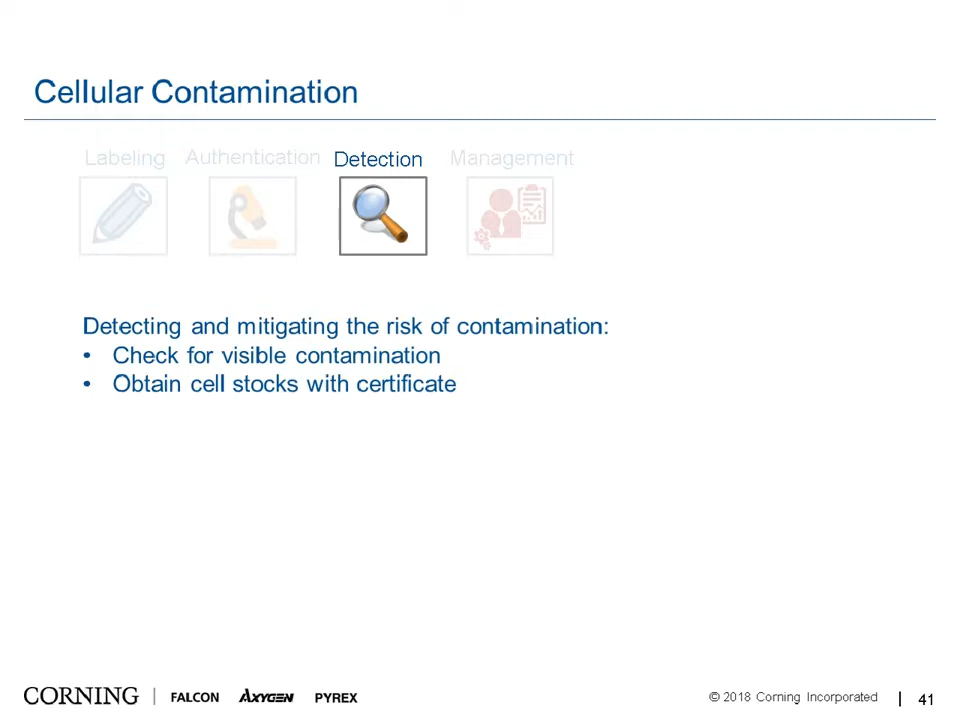 Cellular Contamination
Labeling Authentication Detection Management
Detecting and mitigating the risk of contamination:
• Check for visible contamination
• Obtain cell stocks with certificate
CORNING | FALCON AXYGEN PYREX © 2018 Corning Incorporated | 41